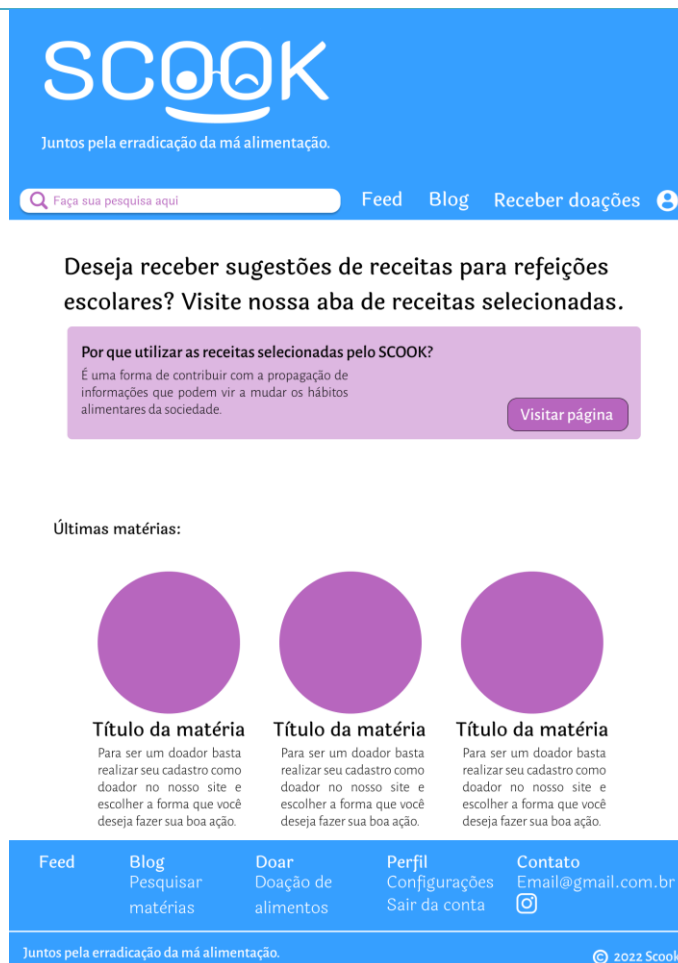 SCOOK
Juntos pela erradicação da má alimentação.
Faça sua pesquisa aqui
Feed
Blog
Receber doações
Deseja receber sugestões de receitas para refeições
escolares? Visite nossa aba de receitas selecionadas.
Por que utilizar as receitas selecionadas pelo SCOOK?
É uma forma de contribuir com a propagação de
informações que podem vir a mudar os hábitos
alimentares da sociedade.
Visitar página
Últimas matérias:
Título da matéria
Para ser um doador basta
realizar seu cadastro como
doador no nosso site e
escolher a forma que você
deseja fazer sua boa ação.
Título da matéria
Para ser um doador basta
realizar seu cadastro como
doador no nosso site e
escolher a forma que você
deseja fazer sua boa ação.
Título da matéria
Para ser um doador basta
realizar seu cadastro como
doador no nosso site e
escolher a forma que você
deseja fazer sua boa ação.
Feed
Blog
Pesquisar
matérias
Doar
Doação de
alimentos
Perfil
Configurações
Sair da conta
Contato
Email@gmail.com.br
Juntos pela erradicação da má alimentação.
© 2022 Scook